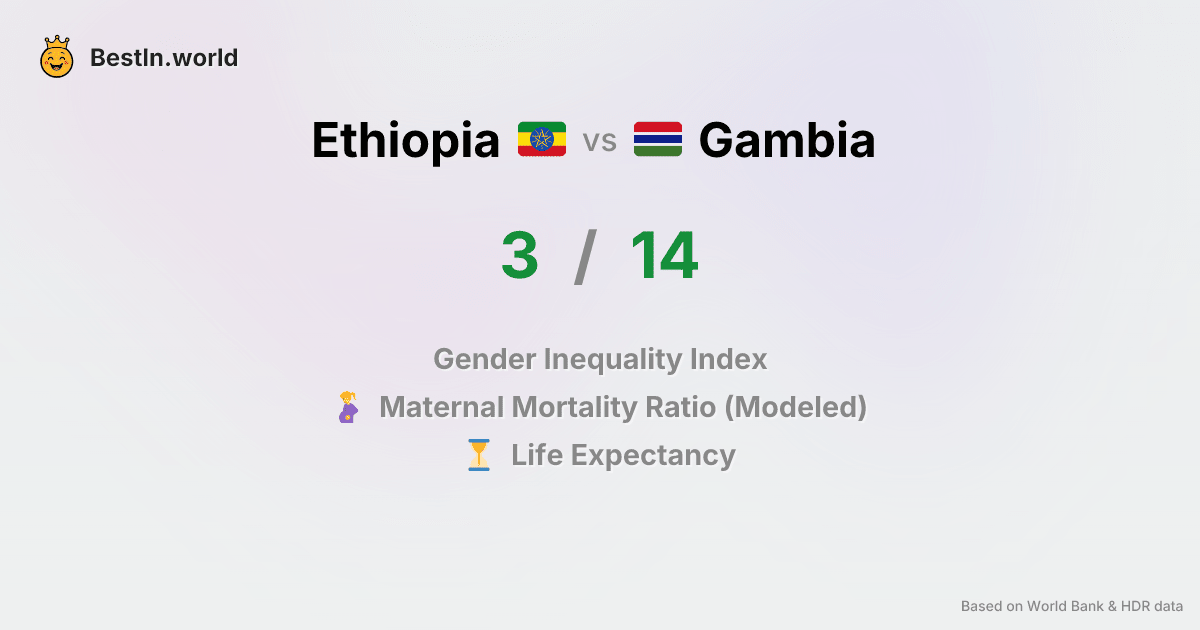 BestIn.world
Ethiopia vs Gambia
3 / 14
Gender Inequality Index
Maternal Mortality Ratio (Modeled)
Life Expectancy
Based on World Bank & HDR data